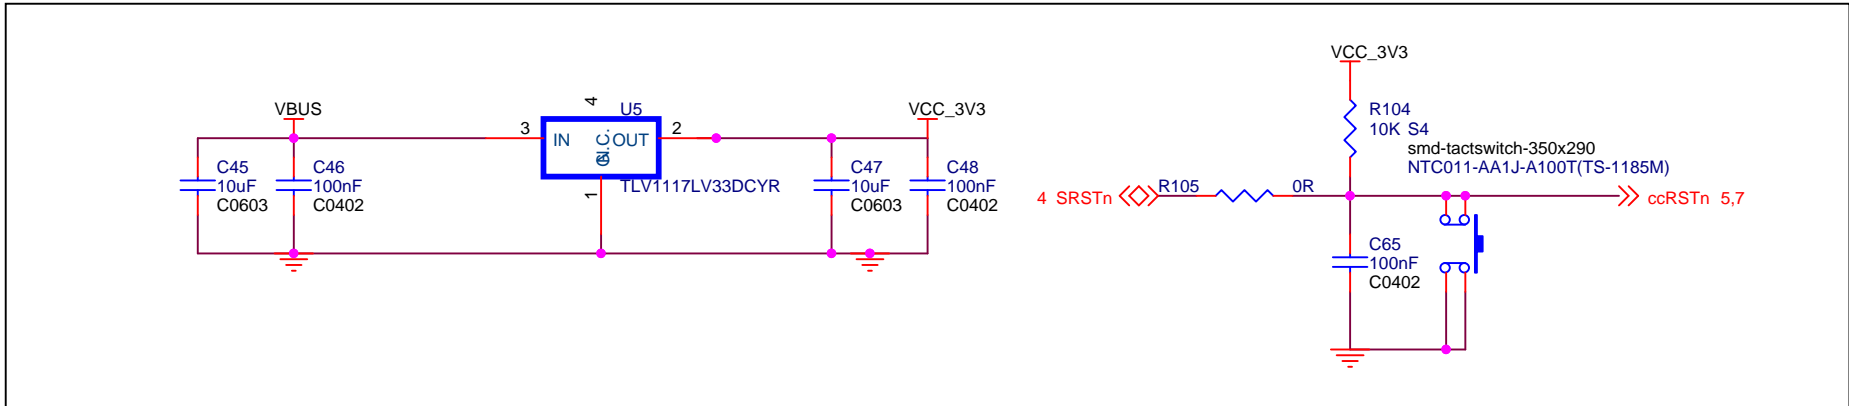 VBUS
C45
10uF
C0603
C46
100nF
C0402
3
4
U5
IN
OUT
2
1
TLV1117LV33DCYR
VCC_3V3
C47
10uF
C0603
C48
100nF
C0402
VCC_3V3
R104
10K S4
smd-tactswitch-350x290
NTC011-AA1J-A100T(TS-1185M)
4 SRSTn
R105
0R
ccRSTn 5,7
C65
100nF
C0402